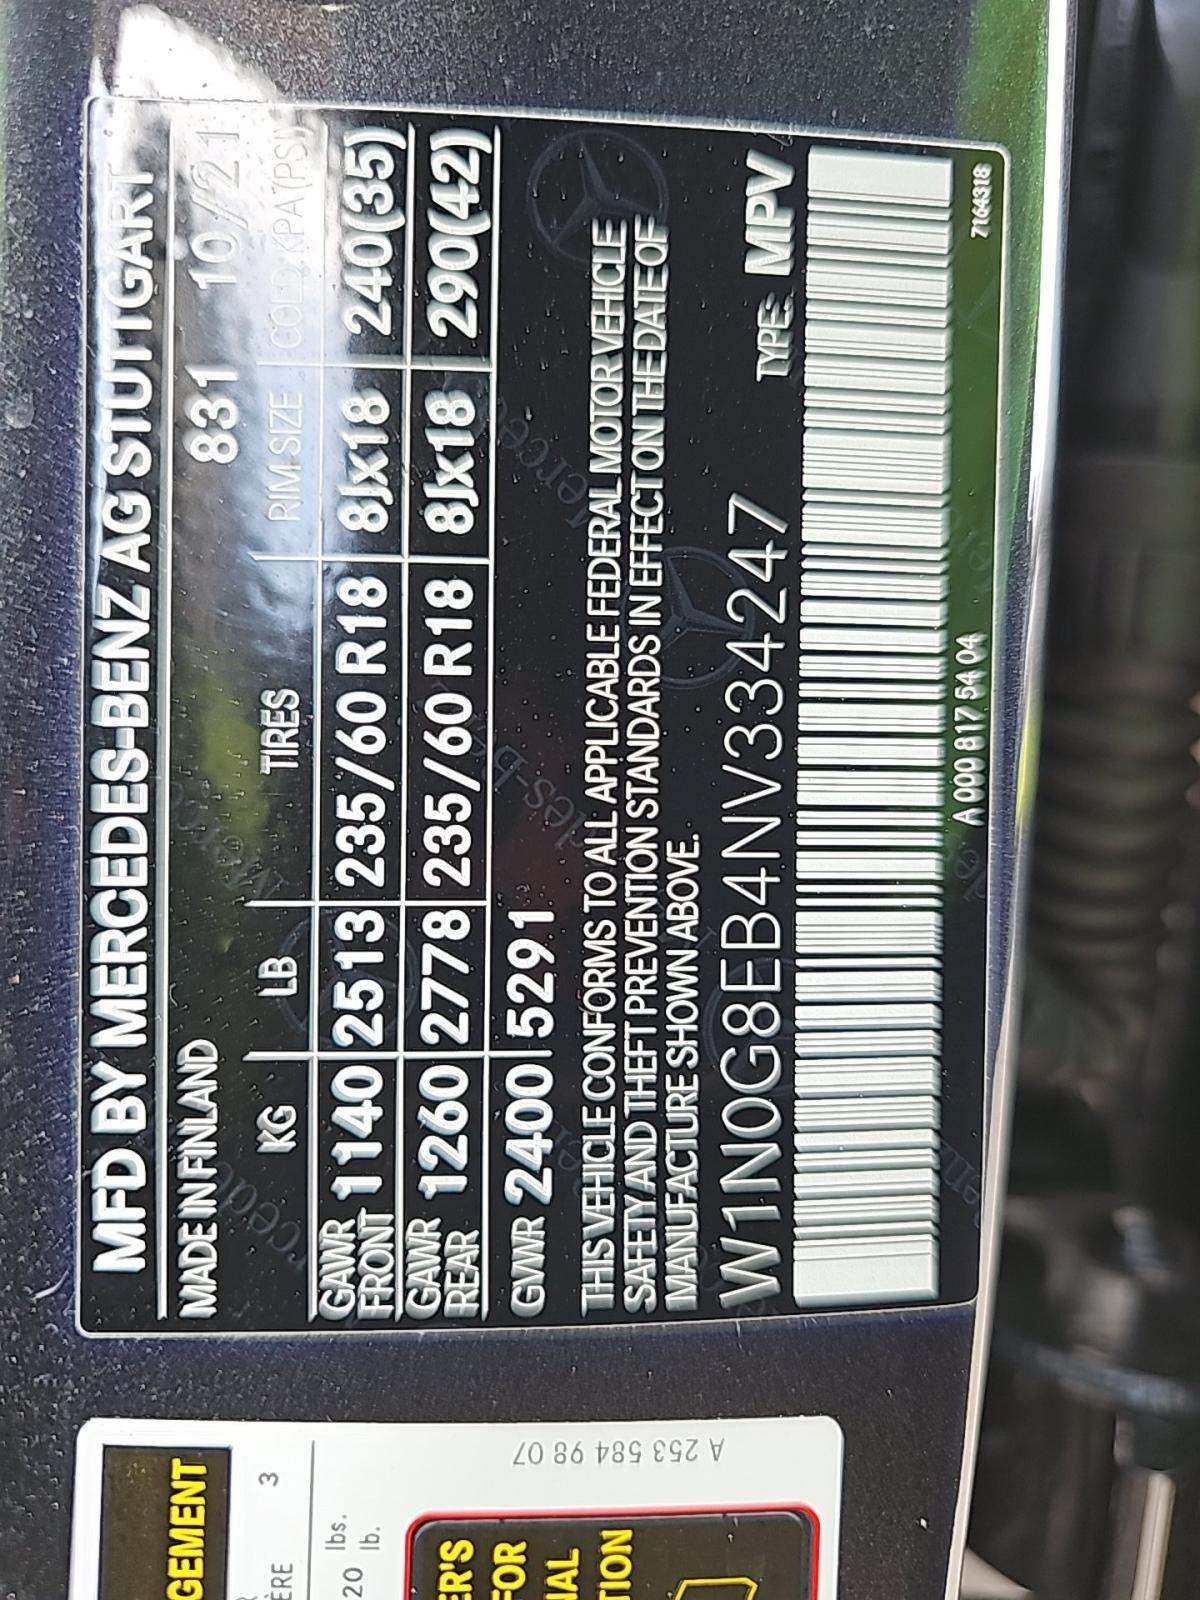 MFD BY MERCEDES-BENZ AG STUTTGART
MADE IN FINLAND 831 10/21
KG LB TIRES RIM SIZE COLD KPA(PSI)
GAWR FRONT 1140 2513 235/60 R18 8Jx18 240(35)
GAWR REAR 1260 2778 235/60 R18 8Jx18 290(42)
GVWR 2400 5291
THIS VEHICLE CONFORMS TO ALL APPLICABLE FEDERAL MOTOR VEHICLE
SAFETY AND THEFT PREVENTION STANDARDS IN EFFECT ON THE DATE OF
MANUFACTURE SHOWN ABOVE.
W1N0G8EB4NV334247 TYPE: MPV
A 000 817 54 04 7164318
A 253 584 98 07
GEMENT
3
ÈRE
lbs.
20 lb.
ER'S
FOR
NAL
TION